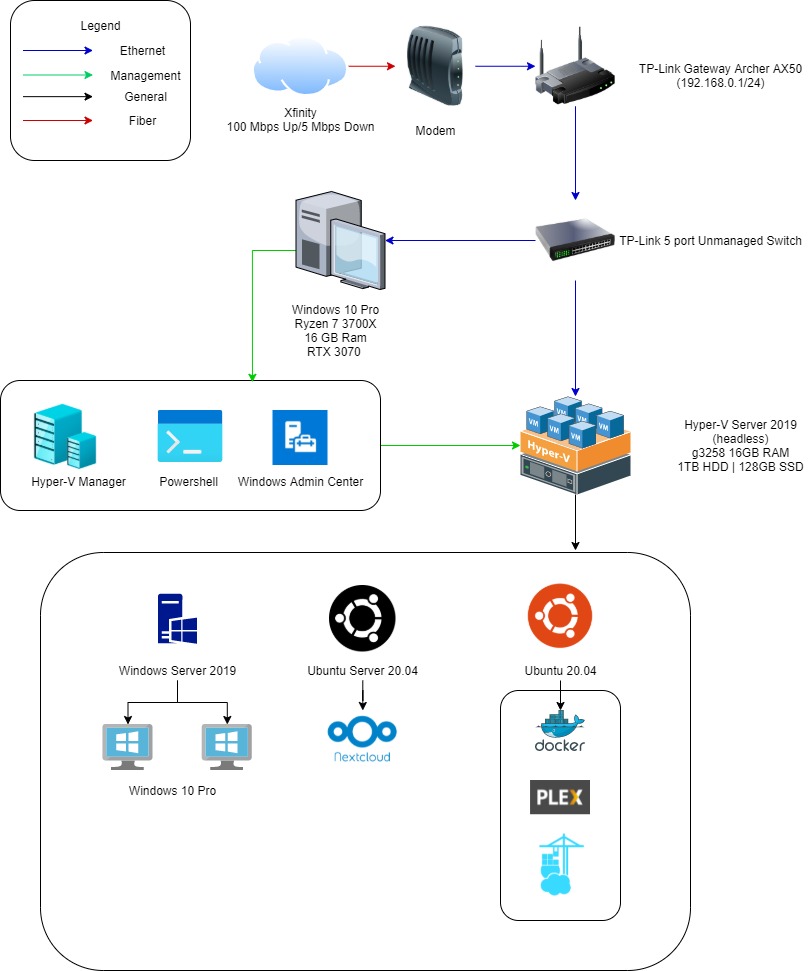 Legend
Ethernet
Management
General
Fiber
Xfinity
100 Mbps Up/5 Mbps Down
Modem
TP-Link Gateway Archer AX50
(192.168.0.1/24)
TP-Link 5 port Unmanaged Switch
Windows 10 Pro
Ryzen 7 3700X
16 GB Ram
RTX 3070
Hyper-V Manager
Powershell
Windows Admin Center
VM
VM
VM
VM
VM
VM
Hyper-V
Hyper-V Server 2019
(headless)
g3258 16GB RAM
1TB HDD | 128GB SSD
Windows Server 2019
Ubuntu Server 20.04
Ubuntu 20.04
Windows 10 Pro
Nextcloud
docker
PLEX